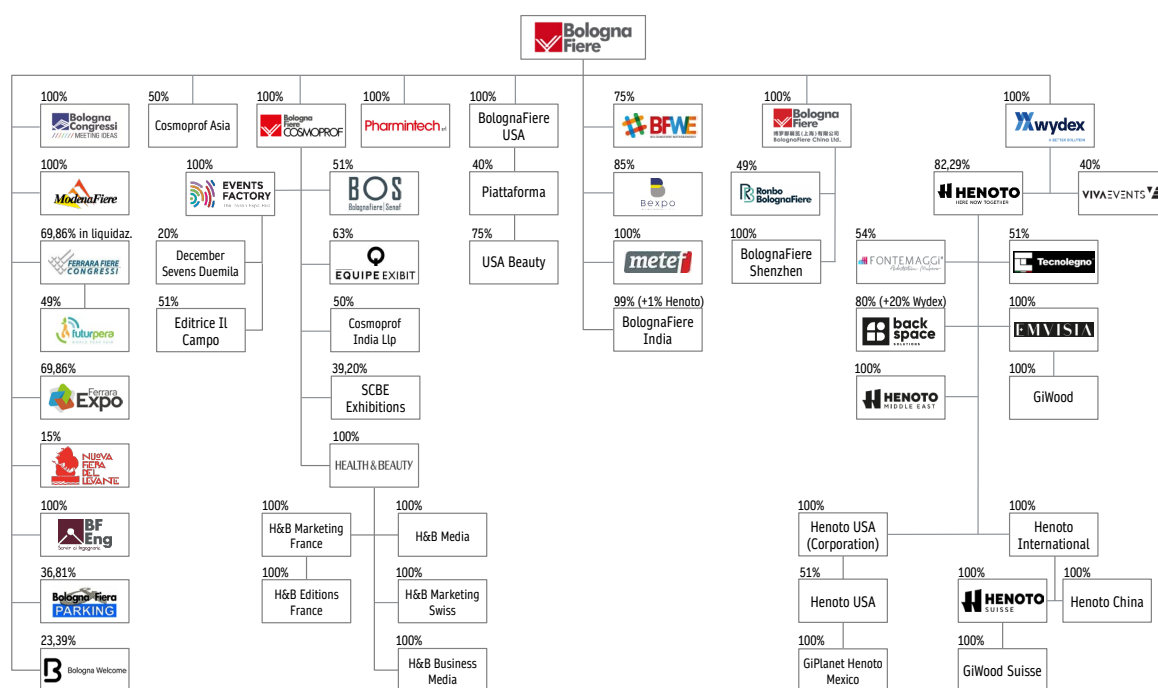 Bologna
Fiere
100%
Bologna
Congressi
MEETING IDEAS
100%
ModenaFiere
69,86% in liquidaz.
FERRARA FIERE
CONGRESSI
49%
futurpera
69,86%
Ferrara
Expo
15%
NUOVA
FIERA
DEL
LEVANTE
100%
BF
Eng
36,81%
Bologna Fiera
PARKING
23,39%
Bologna Welcome
50%
Cosmoprof Asia
100%
Bologna
Fiere
COSMOPROF
100%
EVENTS
FACTORY
20%
December
Sevens Duemila
51%
Editrice Il
Campo
51%
BOS
BolognaFiere|Senaf
63%
EQUIPE EXHIBIT
50%
Cosmoprof
India Llp
39,20%
SCBE
Exhibitions
100%
HEALTH & BEAUTY
100%
H&B Marketing
France
100%
H&B Editions
France
100%
H&B Media
100%
H&B Marketing
Swiss
100%
H&B Business
Media
100%
Pharmintech
100%
BolognaFiere
USA
40%
Piattaforma
75%
USA Beauty
75%
BFWE
85%
Bexpo
100%
metef
99% (+1% Henoto)
BolognaFiere
India
100%
Bologna
Fiere
BolognaFiere China Ltd.
49%
Ronbo
BolognaFiere
100%
BolognaFiere
Shenzhen
100%
wydex
A BETTER SOLUTION
82,29%
HENOTO
HERE NOW TOGETHER
40%
VIVAEVENTS
54%
FONTEMAGGI
51%
Tecnolegno
80% (+20% Wydex)
back
space
SOLUTIONS
100%
EMVISIA
100%
HENOTO
MIDDLE EAST
100%
GiWood
100%
Henoto USA
(Corporation)
51%
Henoto USA
100%
GiPlanet Henoto
Mexico
100%
Henoto
International
100%
HENOTO
SUISSE
100%
Henoto China
100%
GiWood Suisse